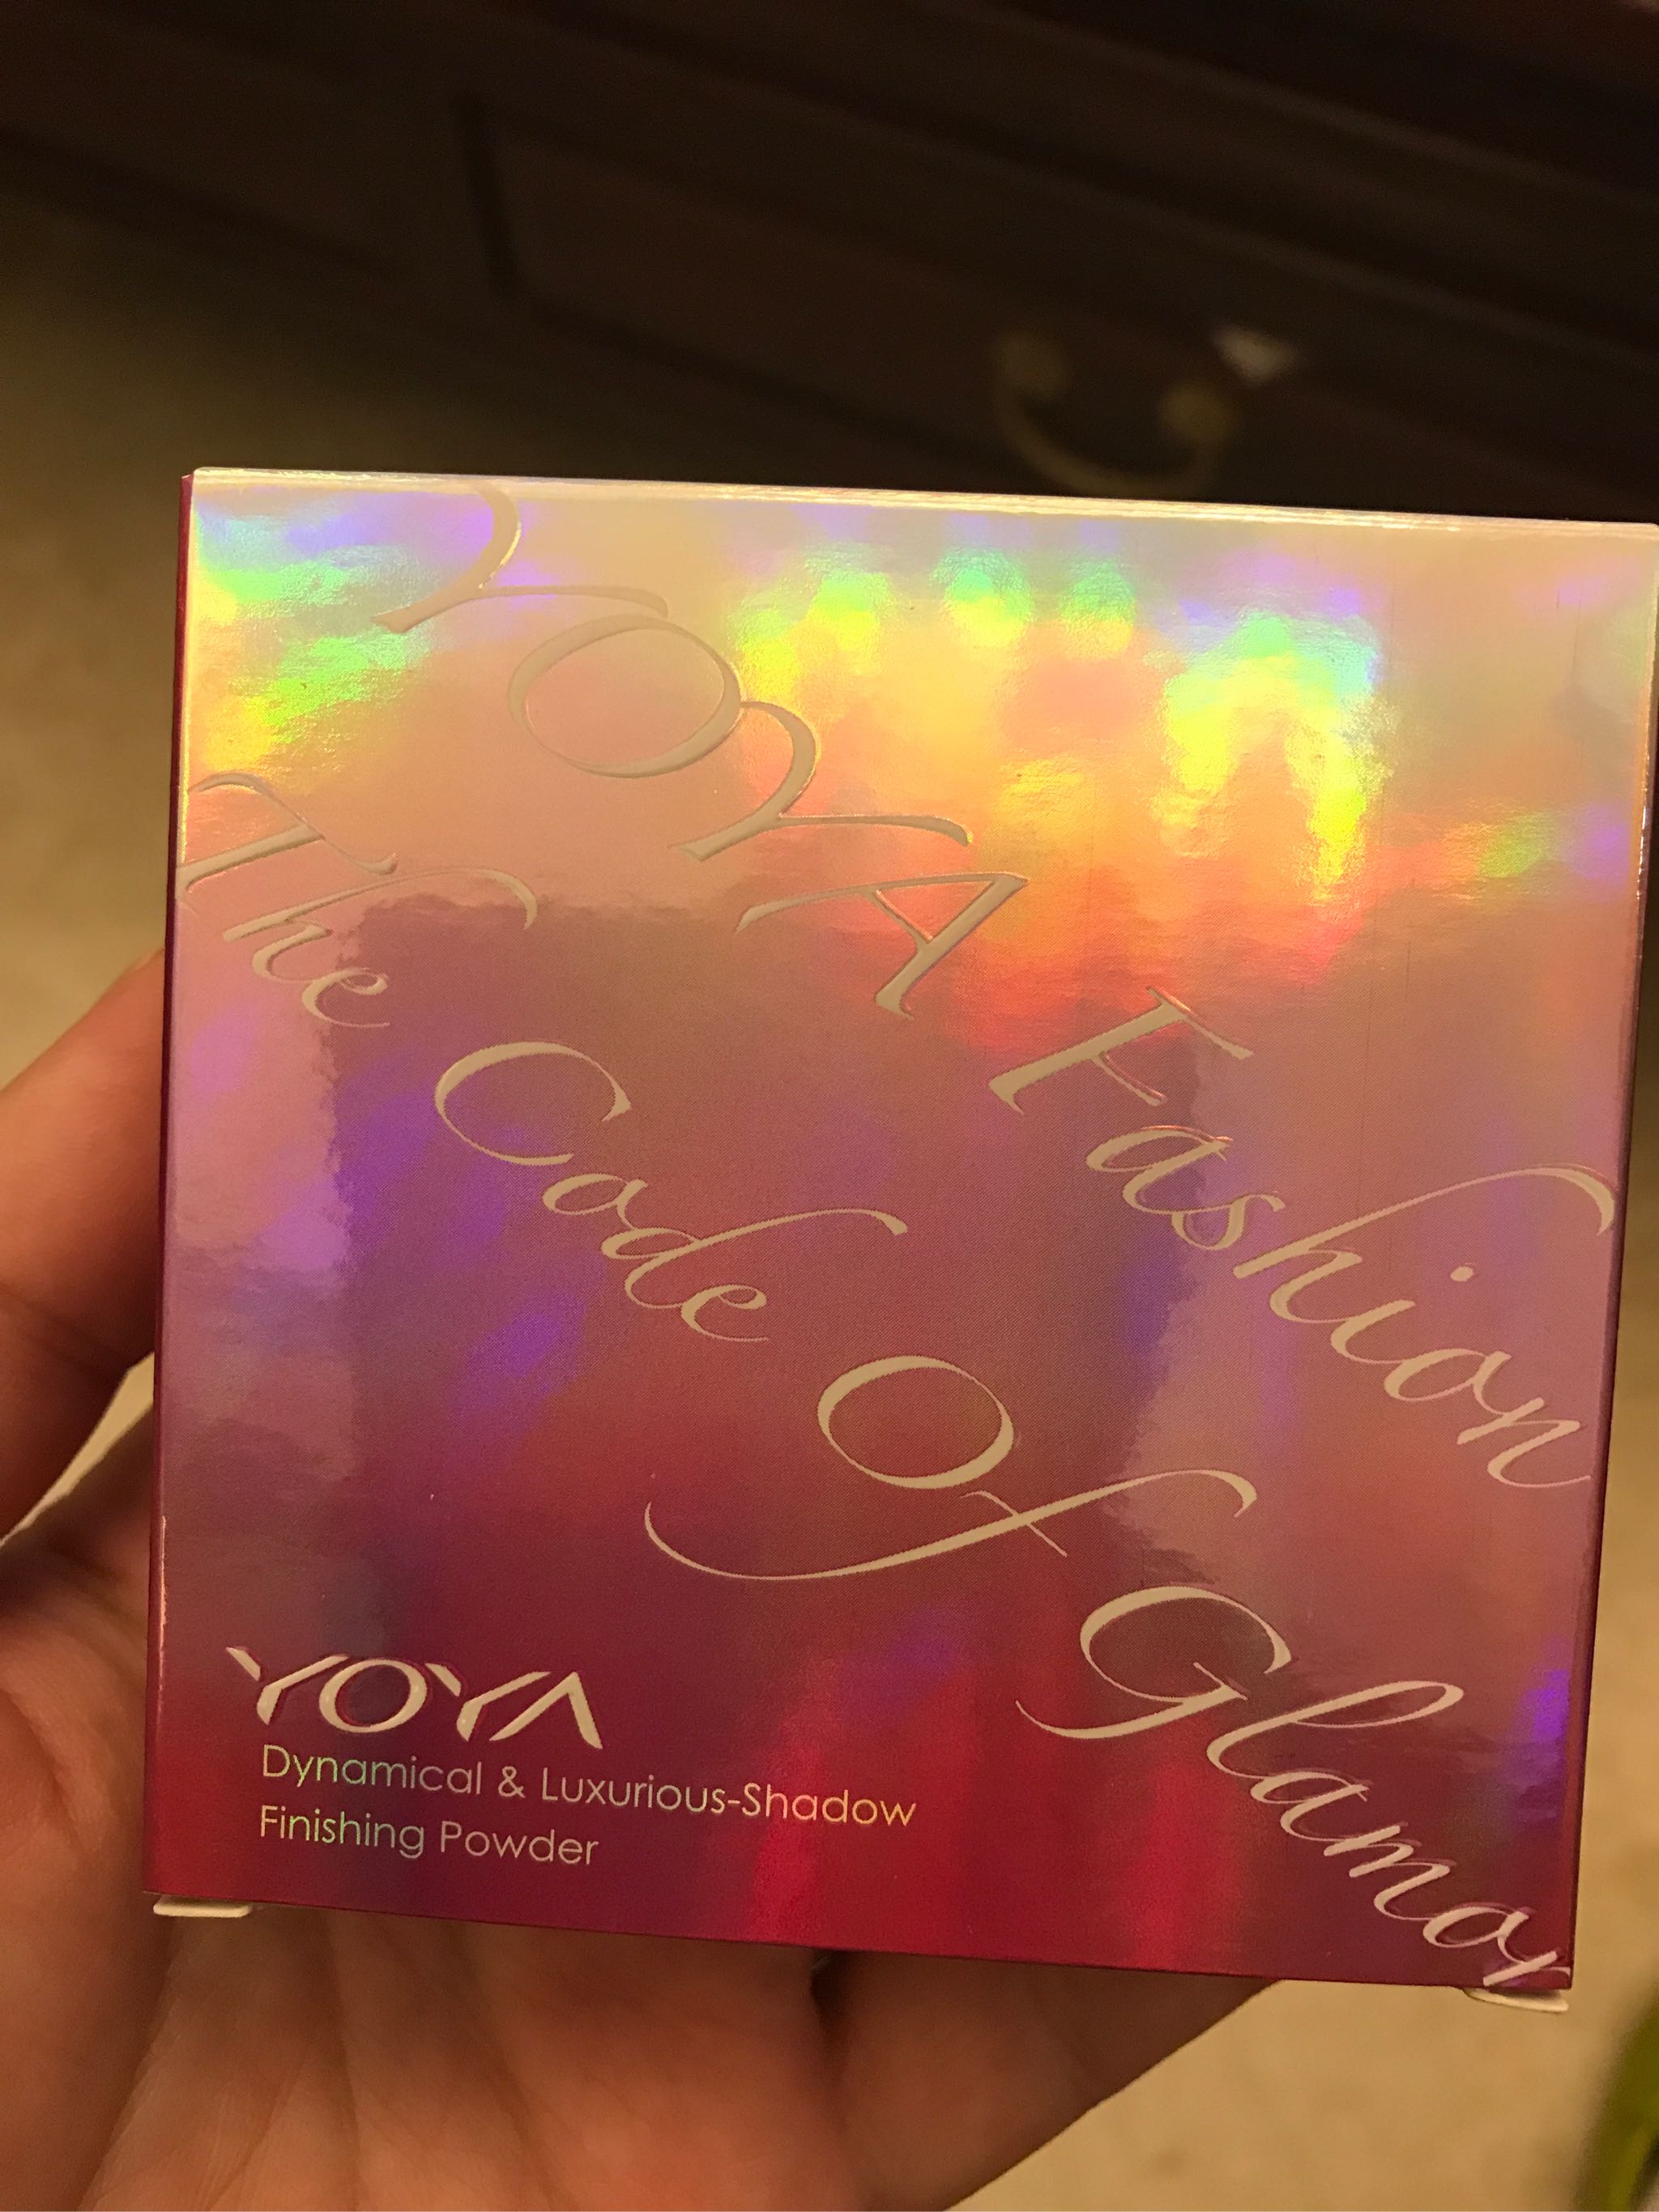 YOYA Fashion
The Code Of Glamor
YOYA
Dynamical & Luxurious-Shadow
Finishing Powder